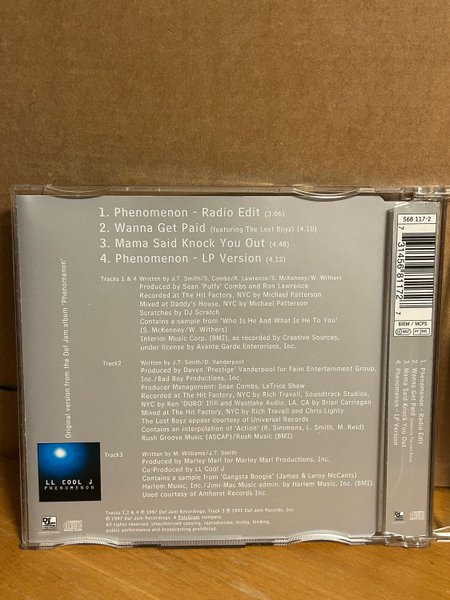 1. Phenomenon - Radio Edit (3.06)
2. Wanna Get Paid (featuring The Lost Boyz) (4.10)
3. Mama Said Knock You Out (4.48)
4. Phenomenon - LP Version (4.12)
Tracks 1 & 4 Written by J.T. Smith/S. Combs/R. Lawrence/S. McKenney/W. Withers
Produced by Sean 'Puffy' Combs and Ron Lawrence
Recorded at The Hit Factory, NYC by Michael Patterson
Mixed at Daddy's House, NYC by Michael Patterson
Scratches by DJ Scratch
Contains a sample from 'Who Is He And What Is He To You'
(S. McKenney/W. Withers)
Interior Music Corp. (BMI), as recorded by Creative Sources,
under license by Avante Garde Enterprises, Inc.
Track2 Written by J.T. Smith/D. Vanderpool
Produced by Daven 'Prestige' Vanderpool for Faim Entertainment Group,
Inc./Bad Boy Productions, Inc.
Production Manager: Sean Combs, LaTrice Shaw
Recorded at The Hit Factory, NYC by Rich Travali, Soundtrack Studios,
NYC by Ken 'DURO' Ifill and Westlake Audio, LA, CA by Brian Carrigan
Mixed at The Hit Factory, NYC by Rich Travali and Chris Lighty
The Lost Boyz appear courtesy of Universal Records
Contains an interpolation of 'Action' (R. Simmons, L. Smith. M. Reid)
Rush Groove Music (ASCAP)/Rush Music (BMI)
Track3 Written by M. Williams/J.T. Smith
Produced by Marley Marl for Marley Marl Productions, Inc.
Co-Produced by LL Cool J
Contains a sample from 'Gangsta Boogie' (James & Leroy McCants)
Harlem Music, Inc./Jimi-Mac Music admin. by Harlem Music, Inc. (BMI).
Used courtesy of Amherst Records Inc.
Original version from the Def Jam album 'Phenomenon'
LL COOL J
PHENOMENON
Tracks 1,2 & 4 ℗ 1997 Def Jam Recordings. Track 3 ℗ 1991 Def Jam Records, Inc.
© 1997 Def Jam Recordings. A PolyGram company
All rights reserved. Unauthorised copying, reproduction, hiring, lending,
public performance and broadcasting prohibited.
568 117-2
7 31456 81172 7
BIEM / MCPS
1. Phenomenon - Radio Edit
2. Wanna Get Paid (featuring The Lost Boyz)
3. Mama Said Knock You Out
4. Phenomenon - LP Version